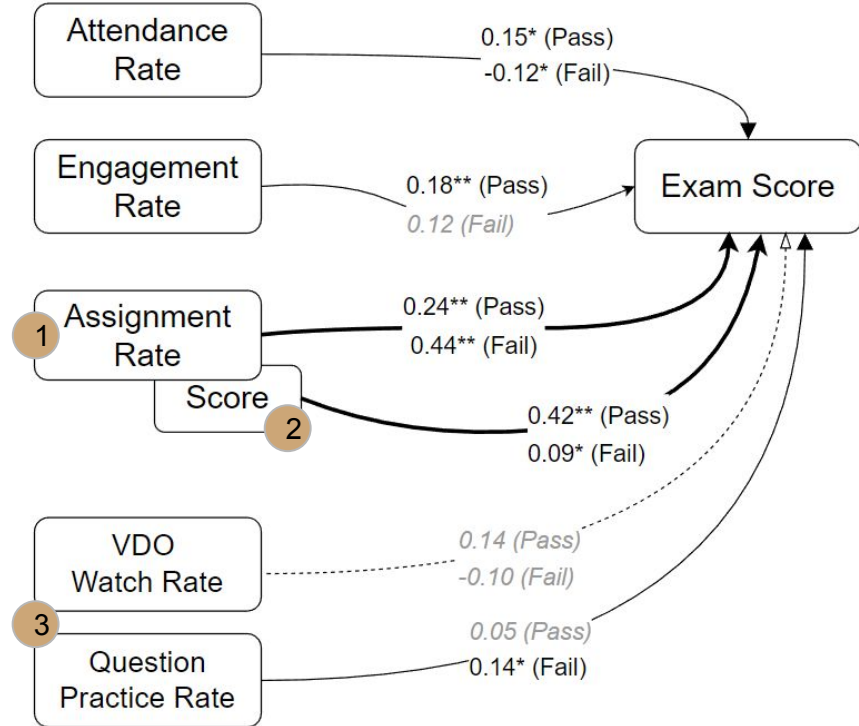 Attendance
Rate
0.15* (Pass)
-0.12* (Fail)
Engagement
Rate
0.18** (Pass)
0.12 (Fail)
Exam Score
1
Assignment
Rate
0.24** (Pass)
0.44** (Fail)
Score
2
0.42** (Pass)
0.09* (Fail)
VDO
Watch Rate
0.14 (Pass)
-0.10 (Fail)
3
Question
Practice Rate
0.05 (Pass)
0.14* (Fail)